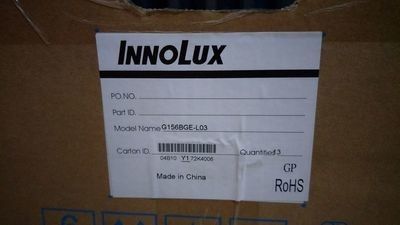 INNOLUX
P.O.NO.
Part ID.
Model Name G156BGE-L03
Carton ID. Quantities 13
04B10 Y1 72K4006
GP
Made in China RoHS